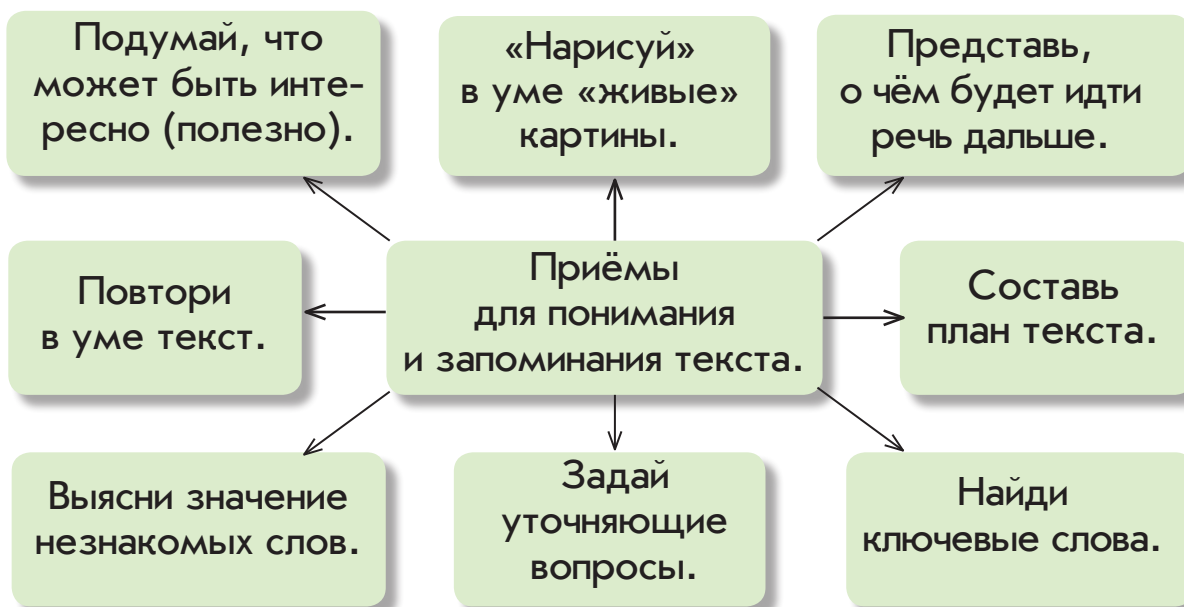 Подумай, что
может быть инте-
ресно (полезно).
«Нарисуй»
в уме «живые»
картины.
Представь,
о чём будет идти
речь дальше.
Повтори
в уме текст.
Приёмы
для понимания
и запоминания текста.
Составь
план текста.
Выясни значение
незнакомых слов.
Задай
уточняющие
вопросы.
Найди
ключевые слова.